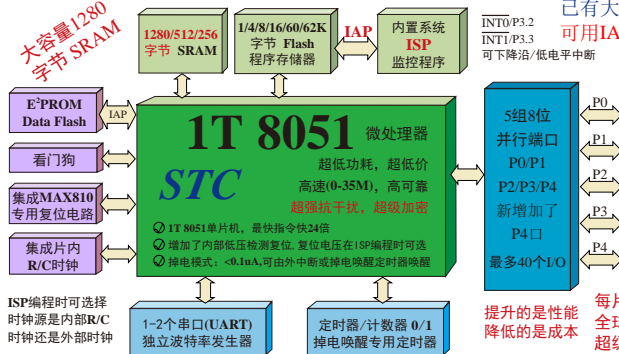 大容量1280
字节 SRAM
1280/512/256
字节 SRAM
1/4/8/16/60/62K
字节 Flash
程序存储器
IAP
内置系统
ISP
监控程序
INT0/P3.2
INT1/P3.3
可下降沿/低电平中断
已有大
可用IA
E²PROM
Data Flash
IAP
看门狗
集成MAX810
专用复位电路
集成片内
R/C时钟
1T 8051 微处理器
STC
超低功耗，超低价
高速(0-35M)，高可靠
超强抗干扰，超级加密
1T 8051单片机，最快指令快24倍
增加了内部低压检测复位, 复位电压在ISP编程时可选
掉电模式：<0.1uA,可由外中断或掉电唤醒定时器唤醒
5组8位
并行端口
P0/P1
P2/P3/P4
新增加了
P4口
最多40个I/O
P0
P1
P2
P3
P4
ISP编程时可选择
时钟源是内部R/C
时钟还是外部时钟
1-2个串口(UART)
独立波特率发生器
定时器/计数器 0/1
掉电唤醒专用定时器
提升的是性能
降低的是成本
每片
全球
超级